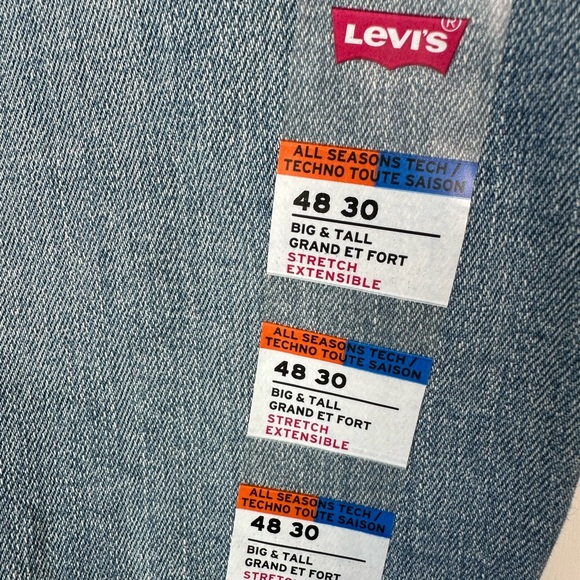 LEVI'S®
ALL SEASONS TECH /
TECHNO TOUTE SAISON
48 30
BIG & TALL
GRAND ET FORT
STRETCH
EXTENSIBLE
ALL SEASONS TECH /
TECHNO TOUTE SAISON
48 30
BIG & TALL
GRAND ET FORT
STRETCH
EXTENSIBLE
ALL SEASONS TECH /
TECHNO TOUTE SAISON
48 30
BIG & TALL
GRAND ET FORT
STRETCH